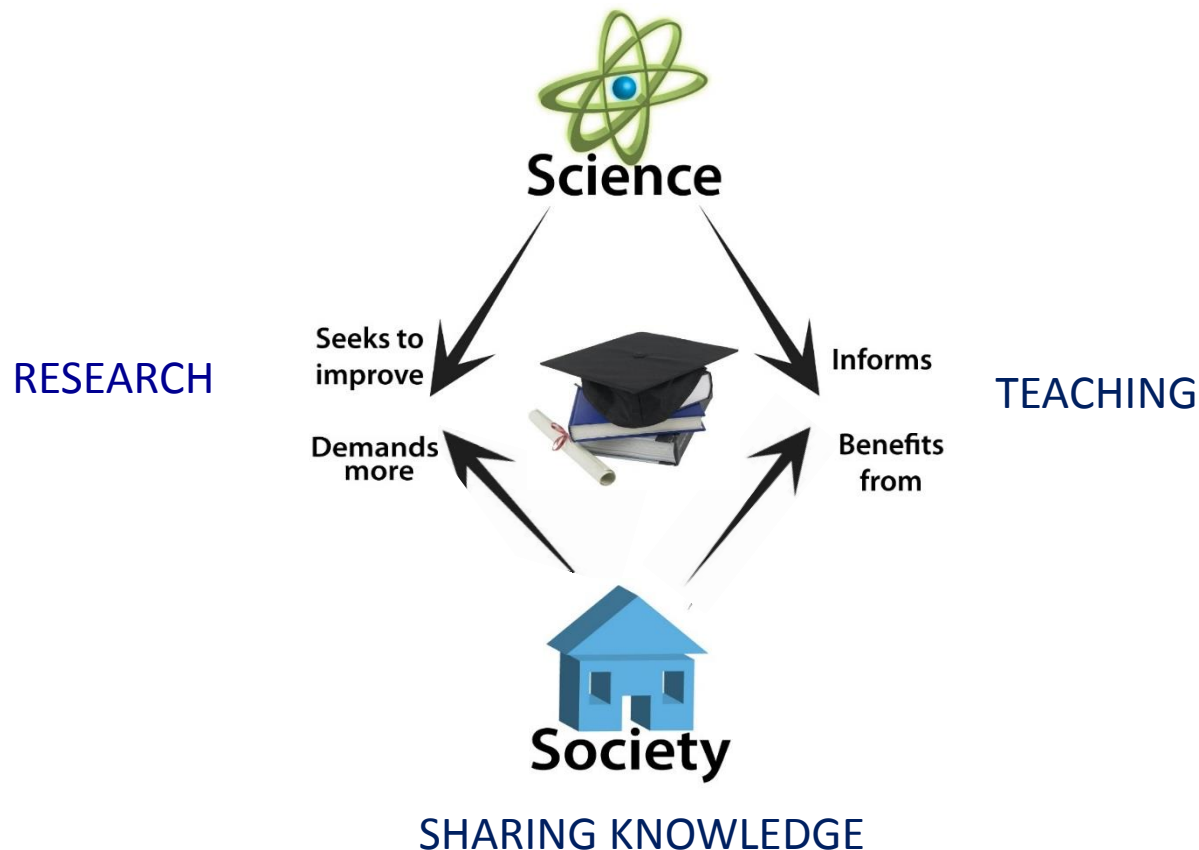 Science
Seeks to
improve
Informs
RESEARCH
TEACHING
Demands
more
Benefits
from
Society
SHARING KNOWLEDGE